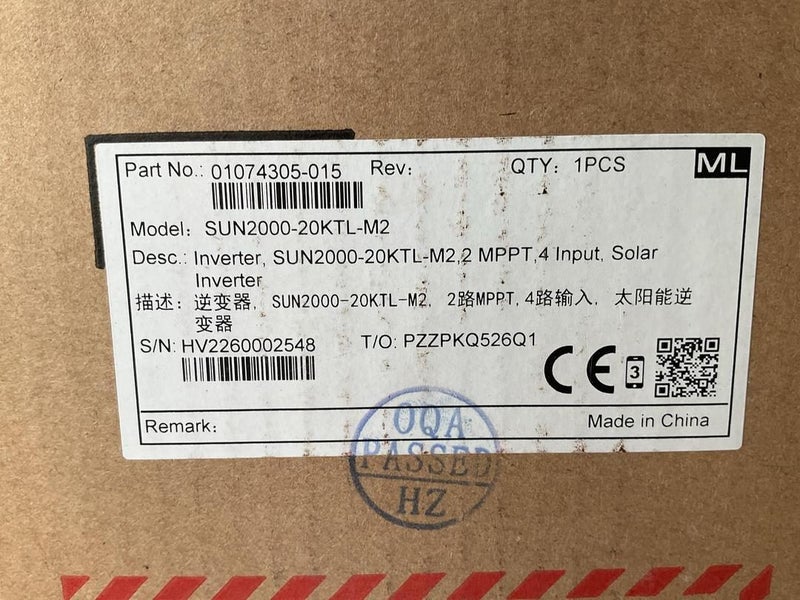 Part No.: 01074305-015 Rev: QTY: 1PCS ML
Model: SUN2000-20KTL-M2
Desc.: Inverter, SUN2000-20KTL-M2,2 MPPT,4 Input, Solar
Inverter
描述: 逆变器, SUN2000-20KTL-M2, 2路MPPT,4路输入, 太阳能逆
变器
S/N: HV2260002548 T/O: PZZPKQ526Q1
CE 3
Remark: Made in China
OQA
PASSED
HZ